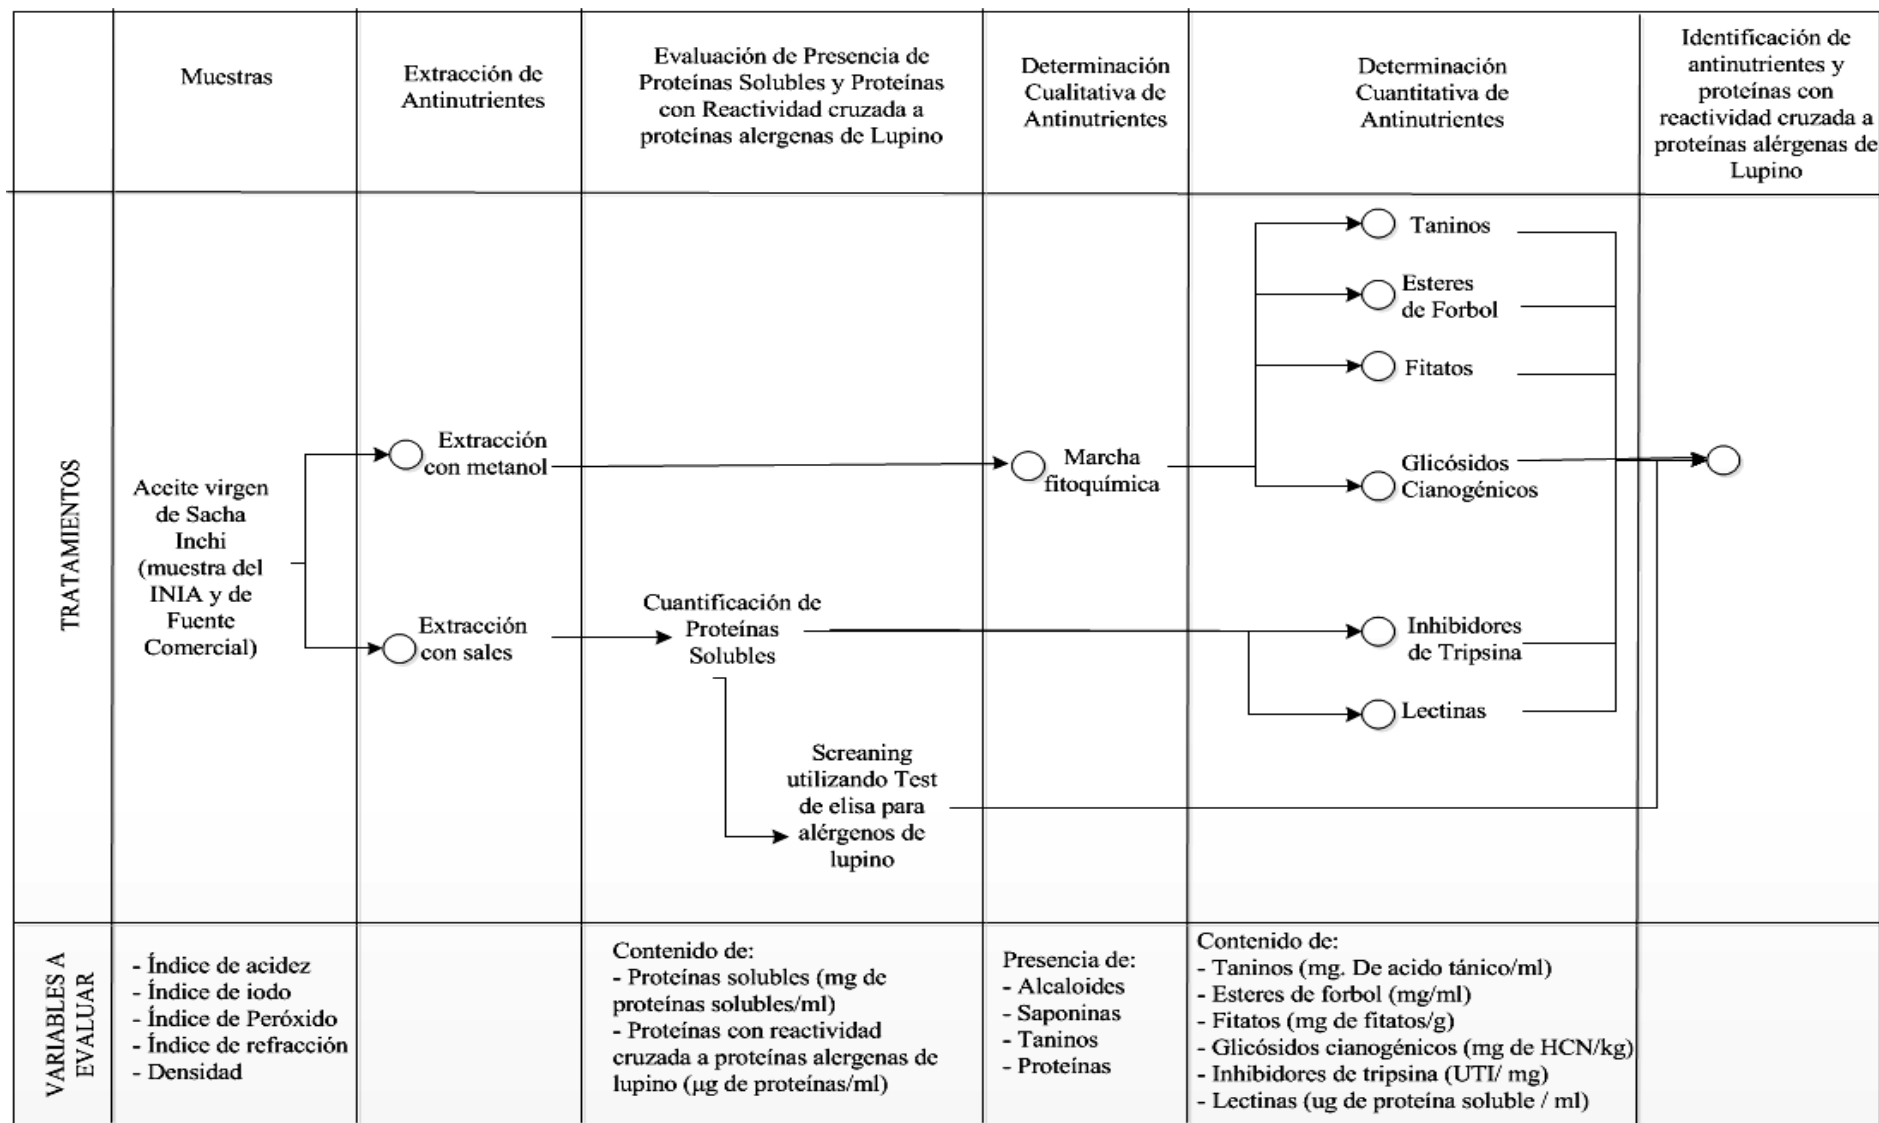 Muestras
Extracción de
Antinutrientes
Evaluación de Presencia de
Proteínas Solubles y Proteínas
con Reactividad cruzada a
proteínas alergenas de Lupino
Determinación
Cualitativa de
Antinutrientes
Determinación
Cuantitativa de
Antinutrientes
Identificación de
antinutrientes y
proteínas con
reactividad cruzada a
proteínas alérgenas de
Lupino
TRATAMIENTOS
Aceite virgen
de Sacha
Inchi
(muestra del
INIA y de
Fuente
Comercial)
Extracción
con metanol
Extracción
con sales
Cuantificación de
Proteínas
Solubles
Screaning
utilizando Test
de elisa para
alérgenos de
lupino
Marcha
fitoquímica
Taninos
Esteres
de Forbol
Fitatos
Glicósidos
Cianogénicos
Inhibidores
de Tripsina
Lectinas
VARIABLES A
EVALUAR
- Índice de acidez
- Índice de iodo
- Índice de Peróxido
- Índice de refracción
- Densidad
Contenido de:
- Proteínas solubles (mg de
proteínas solubles/ml)
- Proteínas con reactividad
cruzada a proteínas alergenas de
lupino (µg de proteínas/ml)
Presencia de:
- Alcaloides
- Saponinas
- Taninos
- Proteínas
Contenido de:
- Taninos (mg. De acido tánico/ml)
- Esteres de forbol (mg/ml)
- Fitatos (mg de fitatos/g)
- Glicósidos cianogénicos (mg de HCN/kg)
- Inhibidores de tripsina (UTI/ mg)
- Lectinas (ug de proteína soluble / ml)